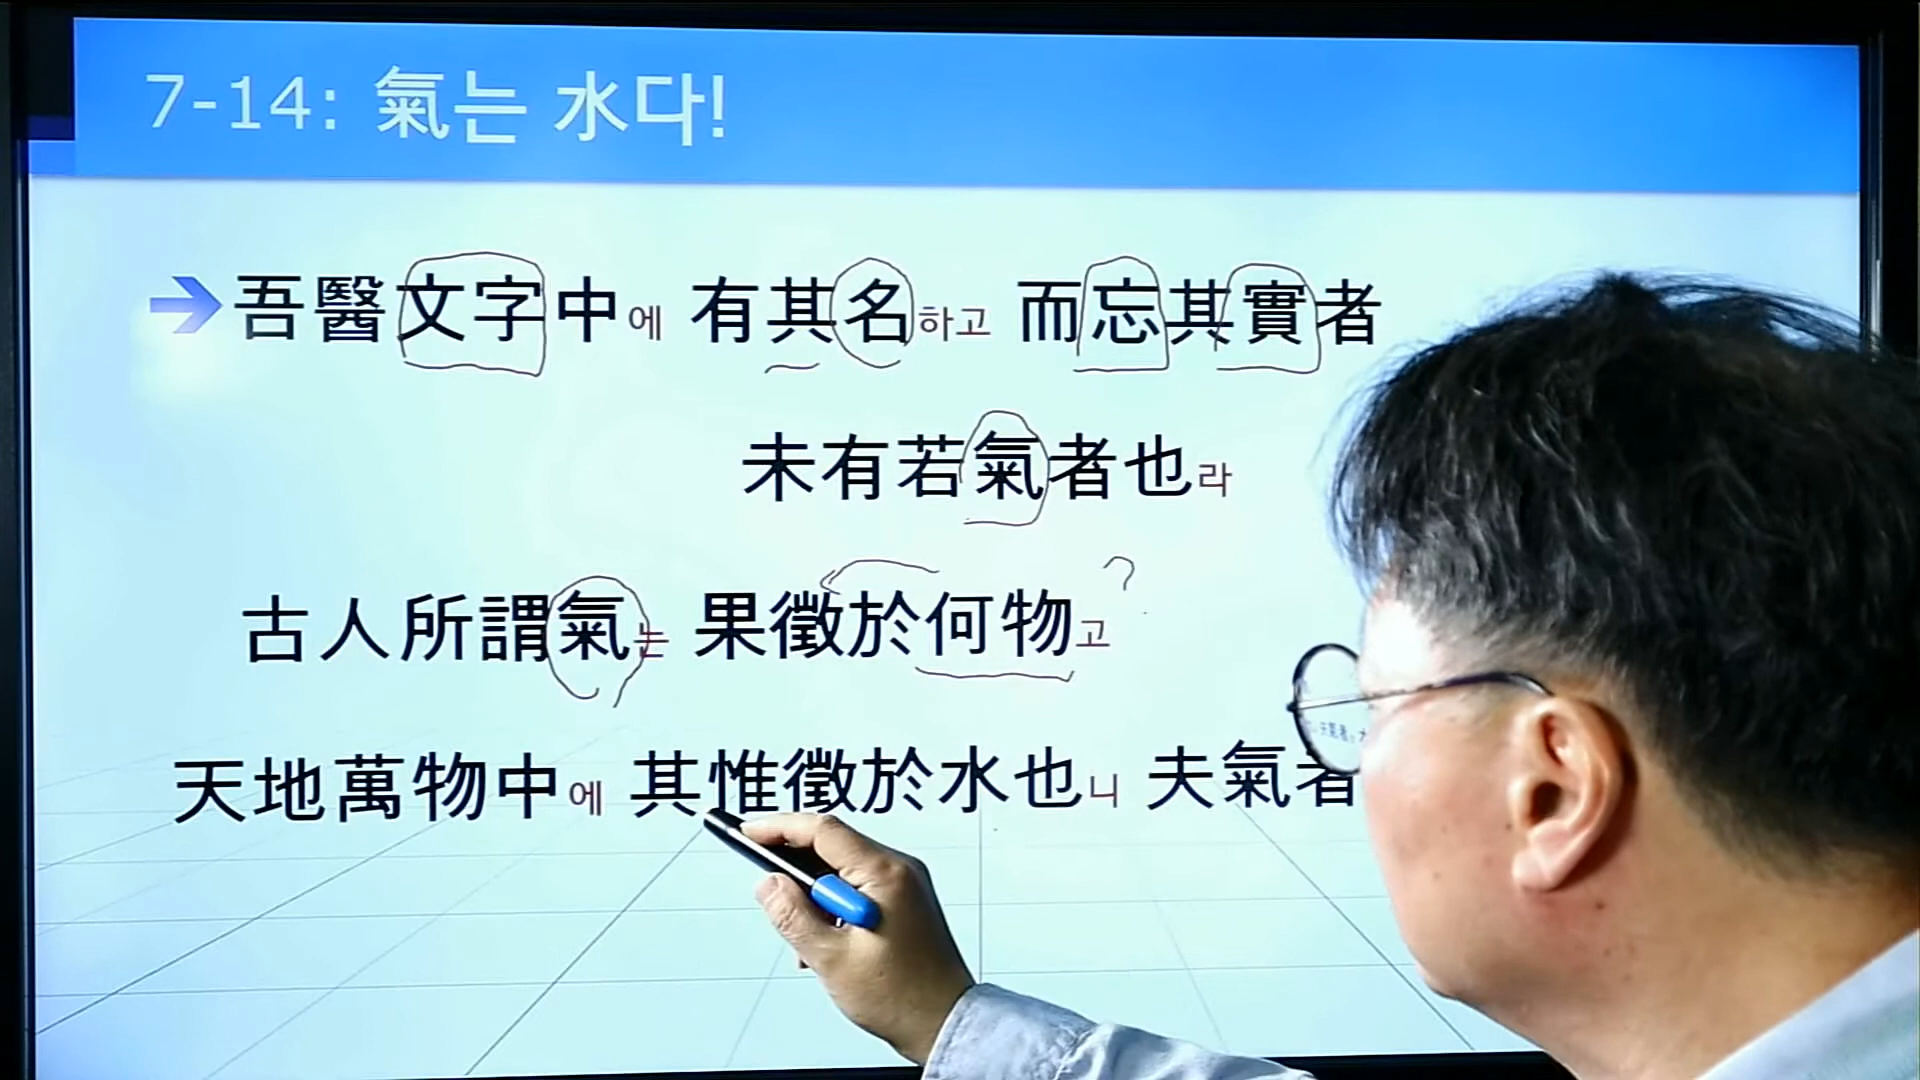 7-14: 氣는 水다!
吾醫文字中에 有其名하고 而忘其實者
未有若氣者也라
古人所謂氣는 果徵於何物고
?
天地萬物中에 其惟徵於水也니 夫氣者